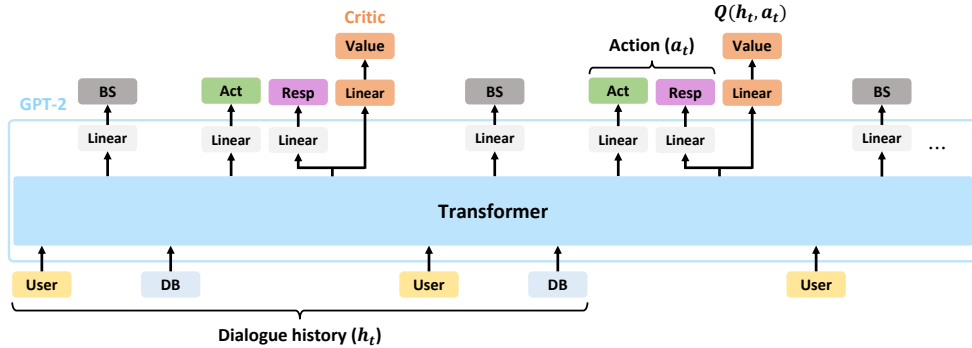 Critic
Q(h_t, a_t)
Value
Action (a_t)
Value
GPT-2
BS
Act
Resp
Linear
BS
Act
Resp
Linear
BS
Linear
Linear
Linear
Linear
Linear
Linear
Linear
...
Transformer
User
DB
User
DB
User
Dialogue history (h_t)